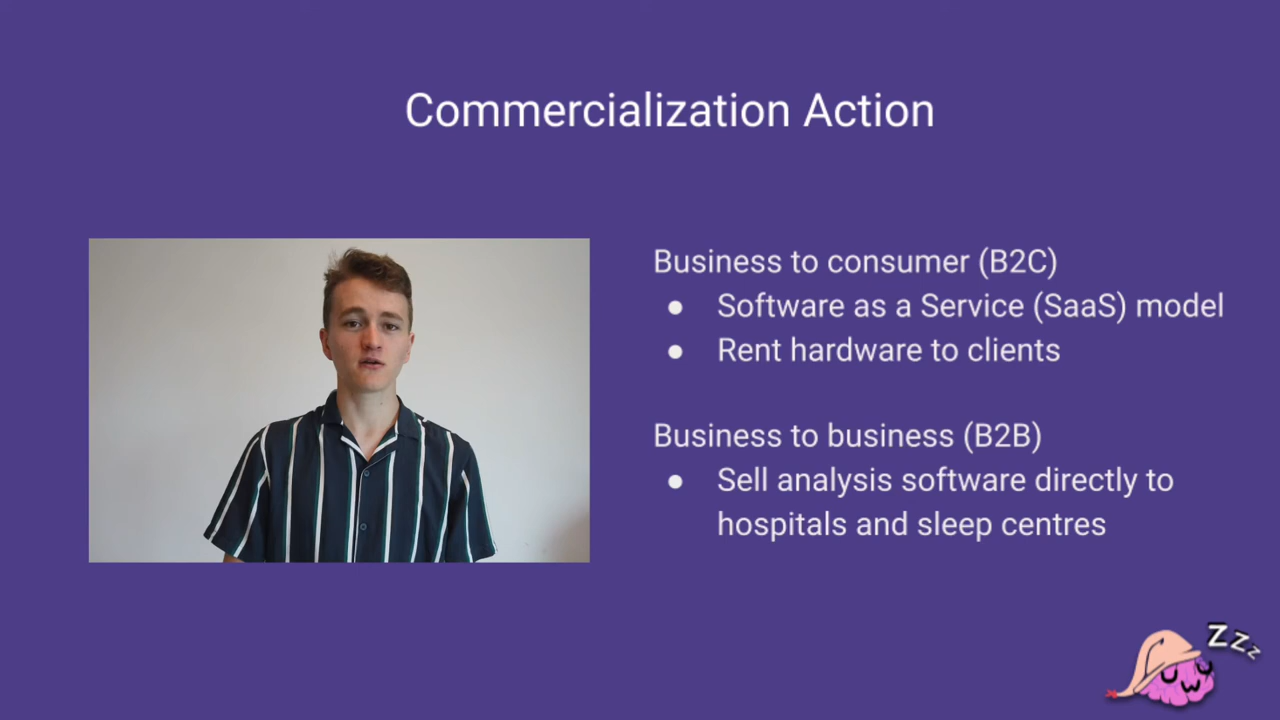 Commercialization Action
Business to consumer (B2C)
● Software as a Service (SaaS) model
● Rent hardware to clients
Business to business (B2B)
● Sell analysis software directly to
hospitals and sleep centres
Z Z Z
U w U